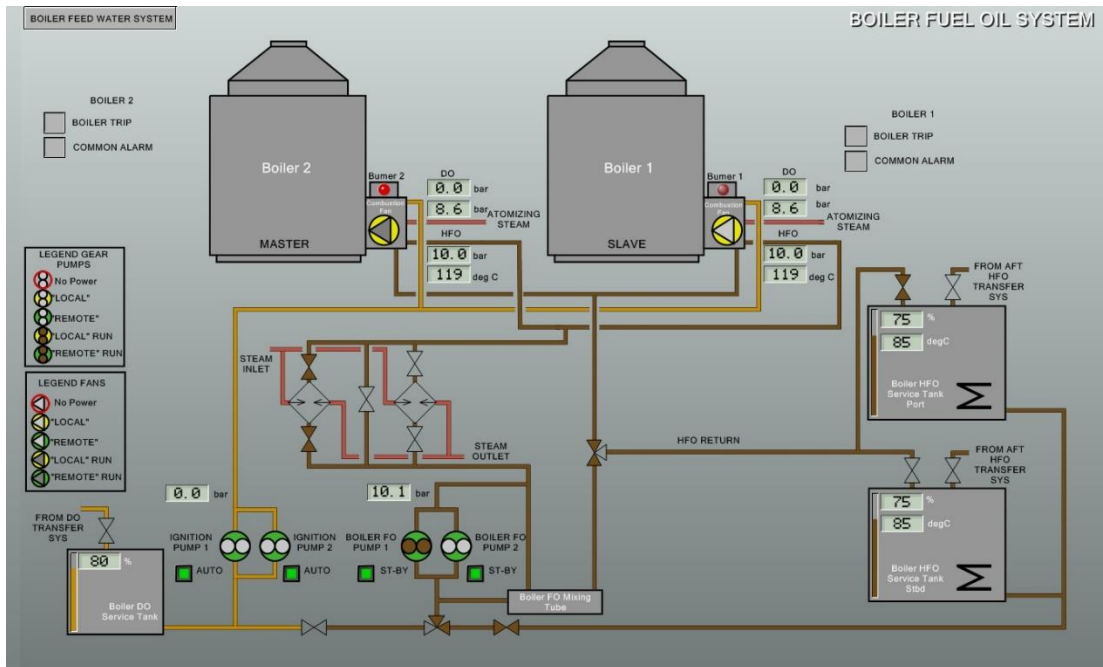 BOILER FEED WATER SYSTEM
BOILER FUEL OIL SYSTEM
BOILER 2
BOILER TRIP
COMMON ALARM
Boiler 2
MASTER
Burner 2
Combustion
Fan
DO
0.0 bar
8.6 bar
ATOMIZING
STEAM
HFO
10.0 bar
119 deg C
Boiler 1
SLAVE
Burner 1
Combustion
Fan
DO
0.0 bar
8.6 bar
ATOMIZING
STEAM
HFO
10.0 bar
119 deg C
BOILER 1
BOILER TRIP
COMMON ALARM
LEGEND GEAR
PUMPS
No Power
"LOCAL"
"REMOTE"
"LOCAL" RUN
"REMOTE" RUN
LEGEND FANS
No Power
"LOCAL"
"REMOTE"
"LOCAL" RUN
"REMOTE" RUN
STEAM
INLET
STEAM
OUTLET
FROM AFT
HFO
TRANSFER
SYS
75 %
85 degC
Boiler HFO
Service Tank
Port
HFO RETURN
FROM AFT
HFO
TRANSFER
SYS
75 %
85 degC
Boiler HFO
Service Tank
Stbd
0.0 bar
10.1 bar
FROM DO
TRANSFER
SYS
80 %
Boiler DO
Service Tank
IGNITION
PUMP 1
AUTO
IGNITION
PUMP 2
AUTO
BOILER FO
PUMP 1
ST-BY
BOILER FO
PUMP 2
ST-BY
Boiler FO Mixing
Tube